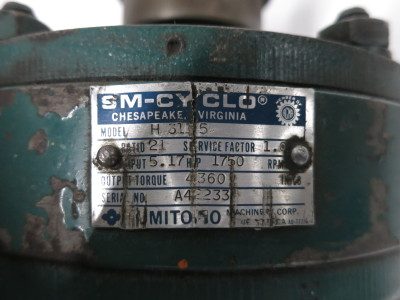 SM-CYCLO®
CHESAPEAKE, VIRGINIA
MODEL
RATIO 21 SERVICE FACTOR 1.
5.17 HP 1750 RPM
OUTPUT TORQUE 4360
SERIAL NO.
MACHINERY CORP.